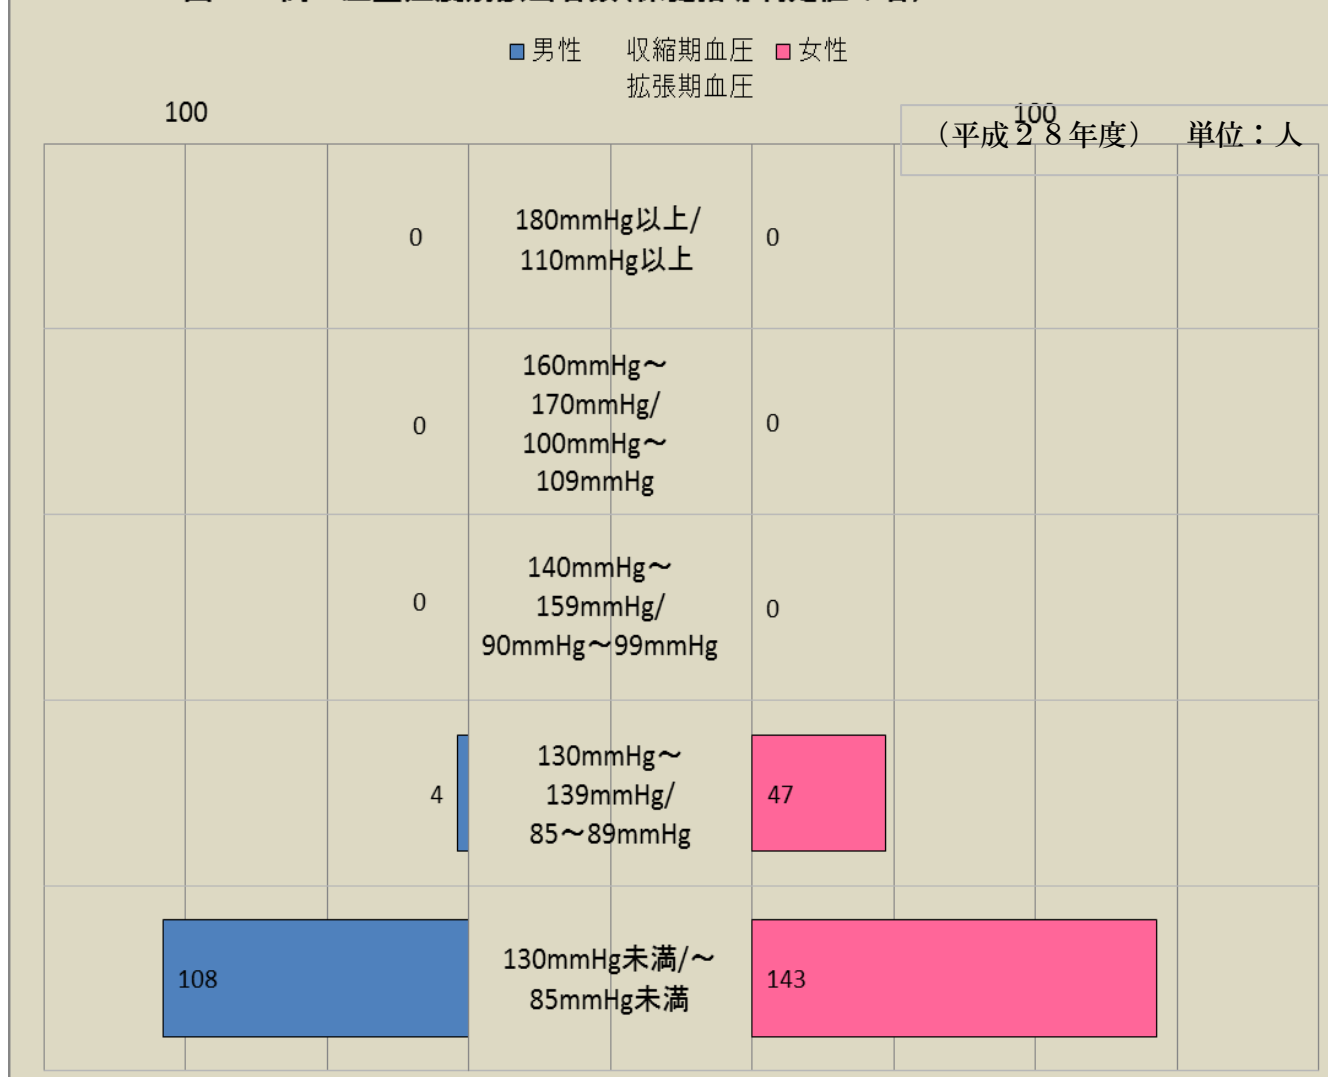 男性 収縮期血圧 女性
拡張期血圧
100 100
（平成２８年度） 単位：人
0 180mmHg以上/ 0
110mmHg以上
160mmHg～
170mmHg/
0 100mmHg～ 0
109mmHg
140mmHg～
0 159mmHg/ 0
90mmHg～99mmHg
130mmHg～
4 139mmHg/ 47
85～89mmHg
130mmHg未満/～
108 143
85mmHg未満